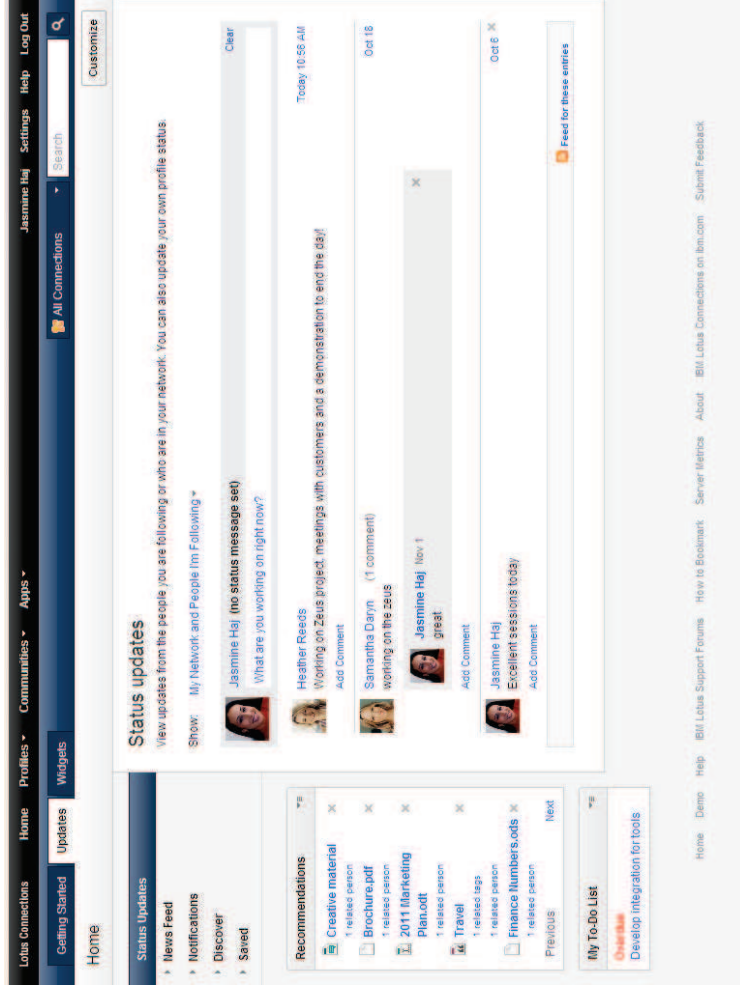 Lotus Connections Home Profiles Communities Apps Jasmine Haj Settings Help Log Out
Getting Started Updates Widgets All Connections Search
Home Customize
Status Updates
News Feed
Notifications
Discover
Saved
Recommendations
Creative material
1 related person
Brochure.pdf
1 related person
2011 Marketing
Plan.odt
1 related person
Travel
1 related tags
1 related person
Finance Numbers.ods
1 related person
Previous Next
My To-Do List
Overdue
Develop integration for tools
Status updates
View updates from the people you are following or who are in your network. You can also update your own profile status.
Show: My Network and People I'm Following
Jasmine Haj (no status message set) Clear
What are you working on right now?
Heather Reeds Today 10:56 AM
Working on Zeus project, meetings with customers and a demonstration to end the day!
Add Comment
Samantha Daryn (1 comment) Oct 18
working on the zeus
Jasmine Haj Nov 1
great
Add Comment
Jasmine Haj Oct 6
Excellent sessions today
Add Comment
Feed for these entries
Home Demo Help IBM Lotus Support Forums How to Bookmark Server Metrics About IBM Lotus Connections on ibm.com Submit Feedback